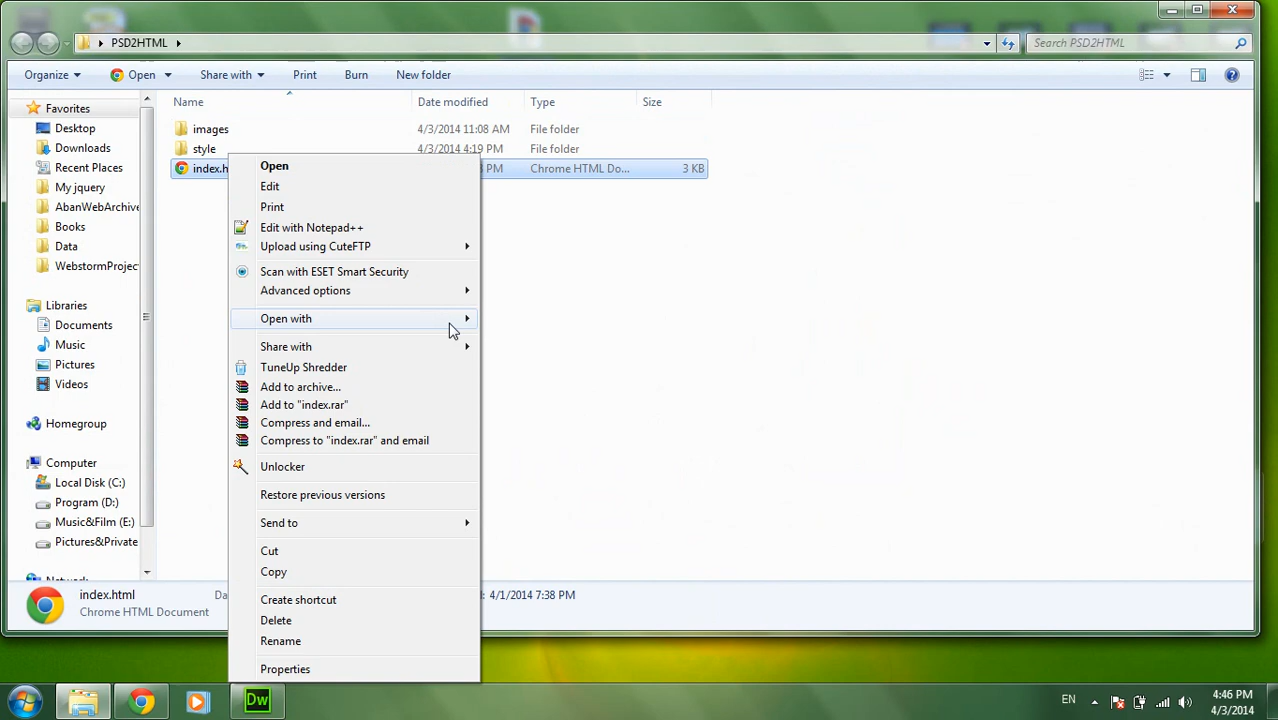 PSD2HTML
Search PSD2HTML
Organize
Open
Share with
Print
Burn
New folder
Name
Date modified
Type
Size
Favorites
Desktop
Downloads
Recent Places
My jquery
AbanWebArchive
Books
Data
WebstormProjec
Libraries
Documents
Music
Pictures
Videos
Homegroup
Computer
Local Disk (C:)
Program (D:)
Music&Film (E:)
Pictures&Private
images 4/3/2014 11:08 AM File folder
style 4/3/2014 4:19 PM File folder
index.h PM Chrome HTML Do... 3 KB
Open
Edit
Print
Edit with Notepad++
Upload using CuteFTP
Scan with ESET Smart Security
Advanced options
Open with
Share with
TuneUp Shredder
Add to archive...
Add to "index.rar"
Compress and email...
Compress to "index.rar" and email
Unlocker
Restore previous versions
Send to
Cut
Copy
Create shortcut
Delete
Rename
Properties
index.html Da 4/1/2014 7:38 PM
Chrome HTML Document
Dw
EN
4:46 PM
4/3/2014